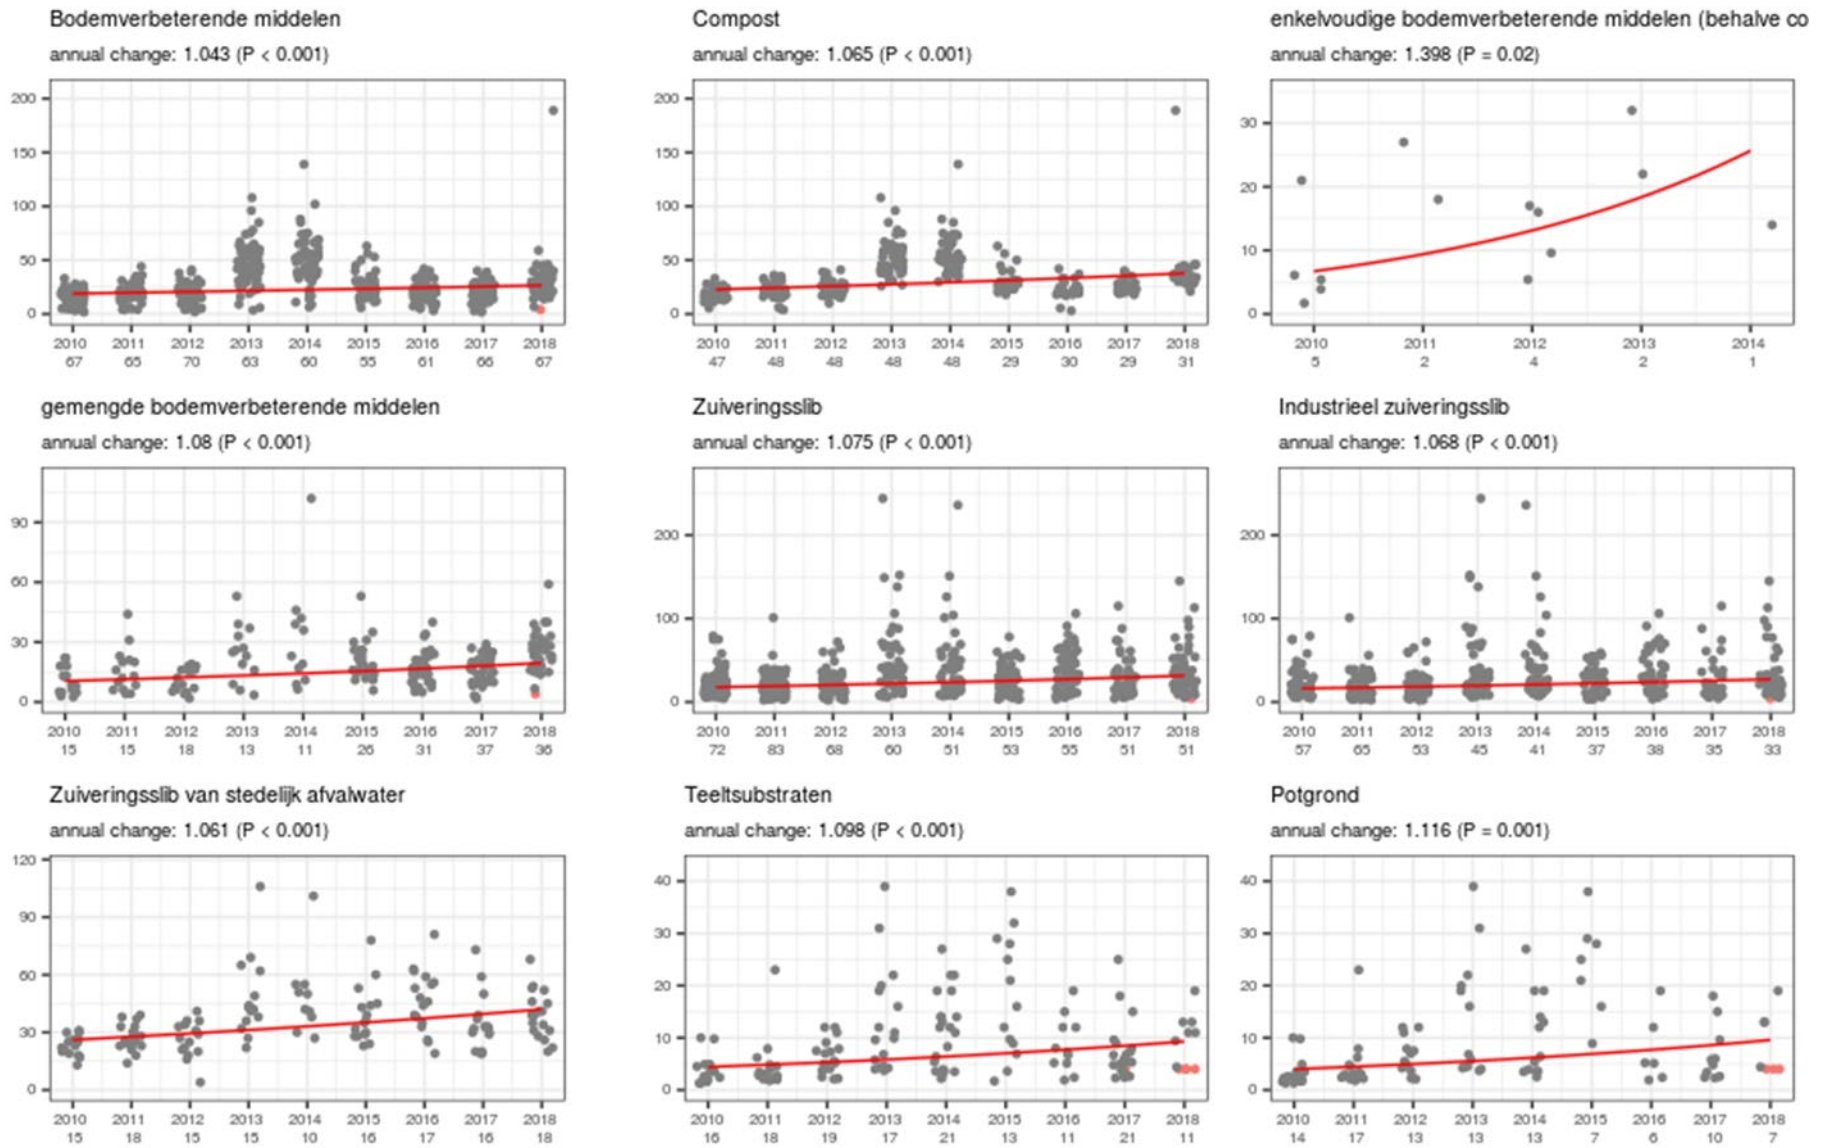 Bodemverbeterende middelen
annual change: 1.043 (P < 0.001)
200
150
100
50
0
2010 2011 2012 2013 2014 2015 2016 2017 2018
67 65 70 63 60 55 61 66 67
Compost
annual change: 1.065 (P < 0.001)
200
150
100
50
0
2010 2011 2012 2013 2014 2015 2016 2017 2018
47 48 48 48 48 29 30 29 31
enkelvoudige bodemverbeterende middelen (behalve co
annual change: 1.398 (P = 0.02)
30
20
10
0
2010 2011 2012 2013 2014
5 2 4 2 1
gemengde bodemverbeterende middelen
annual change: 1.08 (P < 0.001)
90
60
30
0
2010 2011 2012 2013 2014 2015 2016 2017 2018
15 15 18 13 11 26 31 37 36
Zuiveringsslib
annual change: 1.075 (P < 0.001)
200
100
0
2010 2011 2012 2013 2014 2015 2016 2017 2018
72 83 68 60 51 53 55 51 51
Industrieel zuiveringsslib
annual change: 1.068 (P < 0.001)
200
100
0
2010 2011 2012 2013 2014 2015 2016 2017 2018
57 65 53 45 41 37 38 35 33
Zuiveringsslib van stedelijk afvalwater
annual change: 1.061 (P < 0.001)
120
90
60
30
0
2010 2011 2012 2013 2014 2015 2016 2017 2018
15 18 15 15 10 16 17 16 18
Teeltsubstraten
annual change: 1.098 (P < 0.001)
40
30
20
10
0
2010 2011 2012 2013 2014 2015 2016 2017 2018
16 18 19 17 21 13 11 21 11
Potgrond
annual change: 1.116 (P = 0.001)
40
30
20
10
0
2010 2011 2012 2013 2014 2015 2016 2017 2018
14 17 13 13 13 7 6 10 7